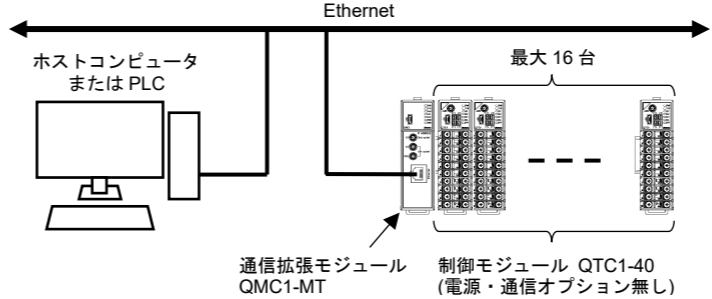 Ethernet
ホストコンピュータ
または PLC
最大 16 台
通信拡張モジュール
QMC1-MT
制御モジュール QTC1-40
(電源・通信オプション無し)